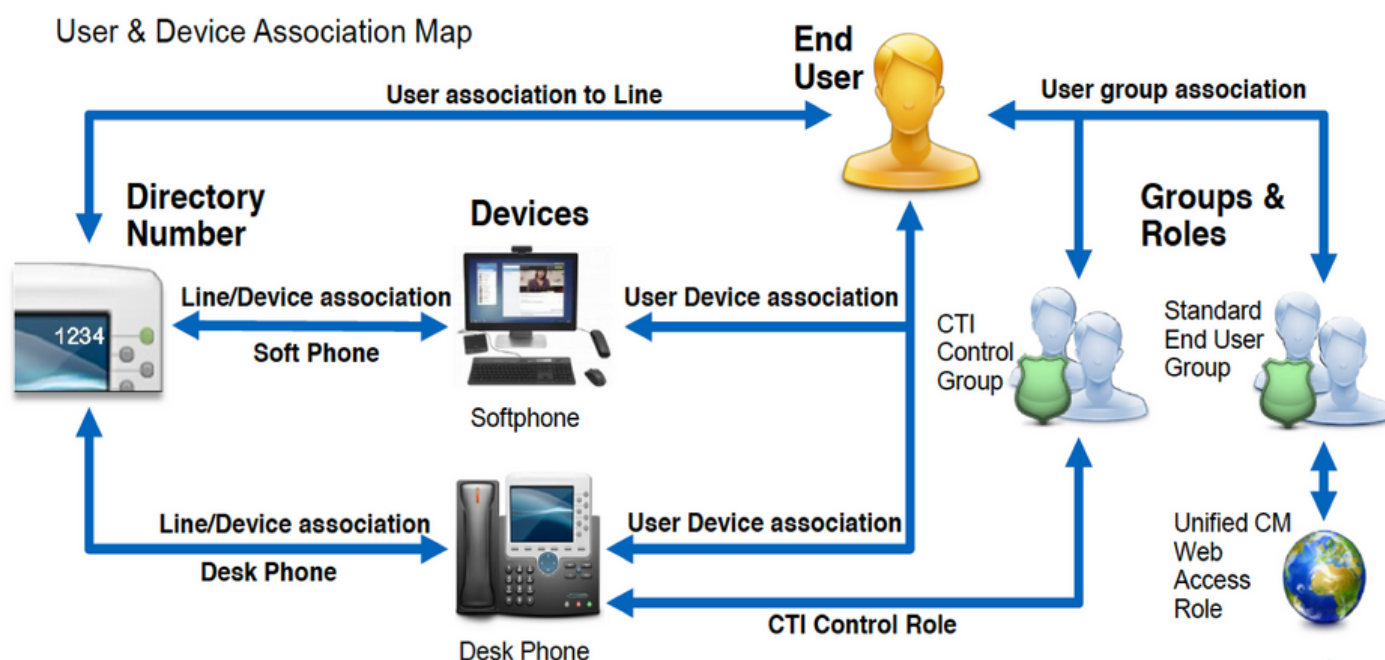 User & Device Association Map
End
User
User association to Line
User group association
Directory
Number
Devices
Groups &
Roles
1234
Line/Device association
Soft Phone
User Device association
Softphone
CTI
Control
Group
Standard
End User
Group
Line/Device association
Desk Phone
User Device association
Unified CM
Web
Access
Role
CTI Control Role
Desk Phone